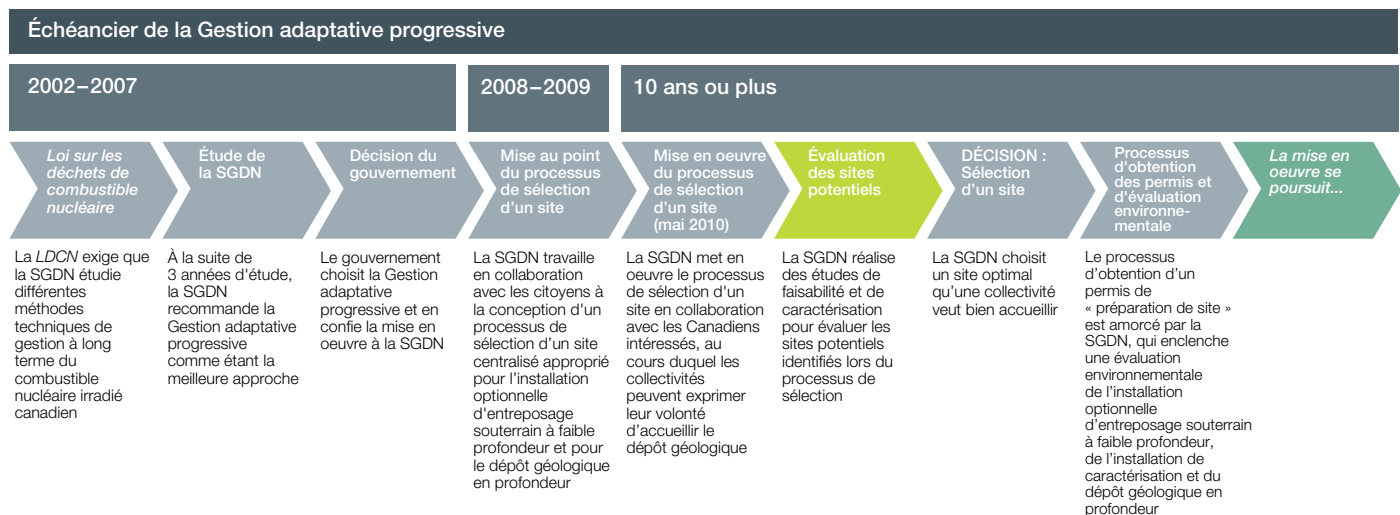 Échéancier de la Gestion adaptative progressive
2002–2007
2008–2009
10 ans ou plus
Loi sur les
déchets de
combustible
nucléaire
Étude de
la SGDN
Décision du
gouvernement
Mise au point
du processus
de sélection
d'un site
Mise en oeuvre
du processus
de sélection
d'un site
(mai 2010)
Évaluation
des sites
potentiels
DÉCISION :
Sélection
d'un site
Processus
d'obtention
des permis et
d'évaluation
environne-
mentale
La mise en
oeuvre se
poursuit...
La LDCN exige que
la SGDN étudie
différentes
méthodes
techniques de
gestion à long
terme du
combustible
nucléaire irradié
canadien
À la suite de
3 années d'étude,
la SGDN
recommande la
Gestion adaptative
progressive
comme étant la
meilleure approche
Le gouvernement
choisit la Gestion
adaptative
progressive et en
confie la mise en
oeuvre à la SGDN
La SGDN travaille
en collaboration
avec les citoyens à
la conception d'un
processus de
sélection d'un site
centralisé approprié
pour l'installation
optionnelle
d'entreposage
souterrain à faible
profondeur et pour
le dépôt géologique
en profondeur
La SGDN met en
oeuvre le processus
de sélection d'un
site en collaboration
avec les Canadiens
intéressés, au
cours duquel les
collectivités
peuvent exprimer
leur volonté
d'accueillir le
dépôt géologique
La SGDN réalise
des études de
faisabilité et de
caractérisation
pour évaluer les
sites potentiels
identifiés lors du
processus de
sélection
La SGDN choisit
un site optimal
qu'une collectivité
veut bien accueillir
Le processus
d'obtention d'un
permis de
« préparation de site »
est amorcé par la
SGDN, qui enclenche
une évaluation
environnementale
de l'installation
optionnelle
d'entreposage souterrain
à faible profondeur,
de l'installation de
caractérisation et du
dépôt géologique en
profondeur